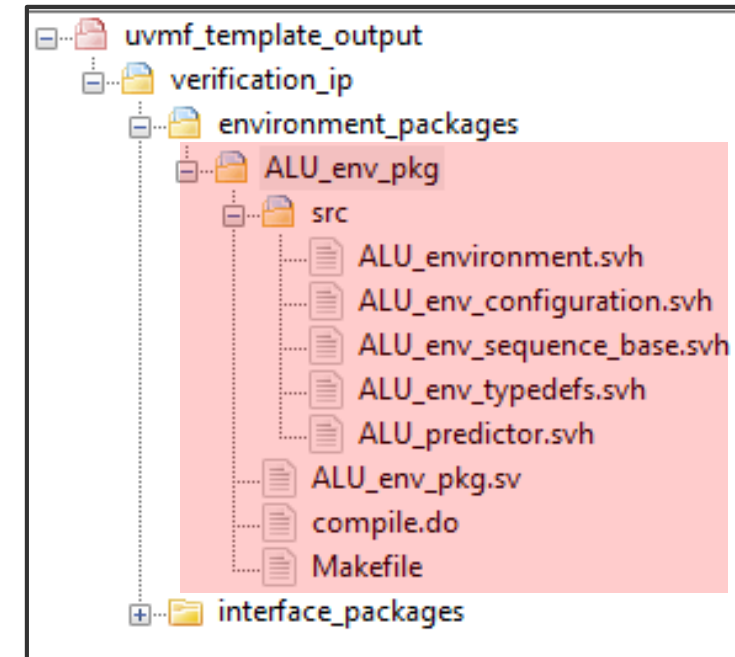 uvmf_template_output
verification_ip
environment_packages
ALU_env_pkg
src
ALU_environment.svh
ALU_env_configuration.svh
ALU_env_sequence_base.svh
ALU_env_typedefs.svh
ALU_predictor.svh
ALU_env_pkg.sv
compile.do
Makefile
interface_packages